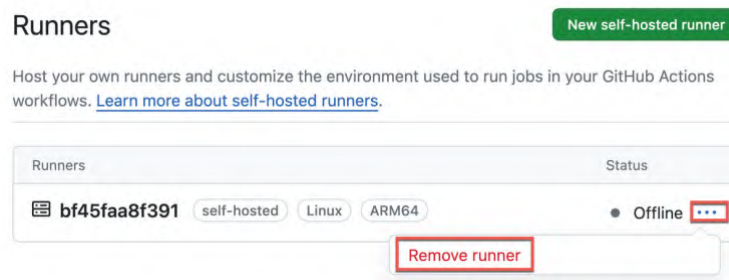 Runners
New self-hosted runner
Host your own runners and customize the environment used to run jobs in your GitHub Actions
workflows. Learn more about self-hosted runners.
Runners Status
bf45faa8f391 self-hosted Linux ARM64 Offline ...
Remove runner